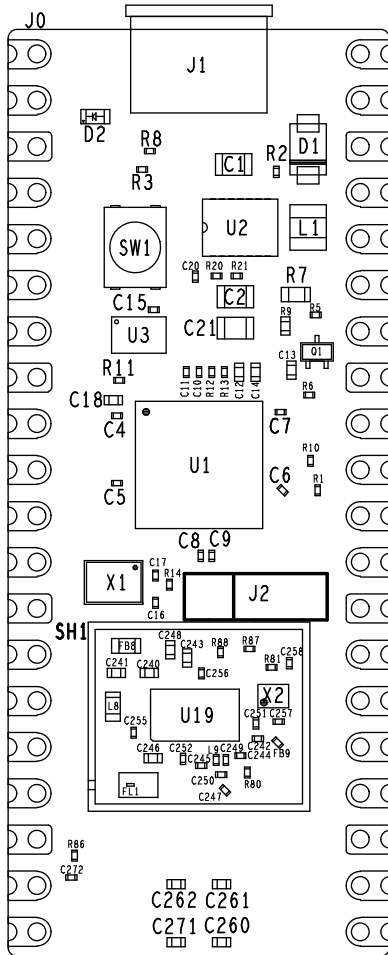 J0
J1
D2
R8
R3
C1
R2
D1
SW1
U2
L1
C20
R20
R21
R7
C15
C2
R9
R5
U3
C21
Q1
R11
C13
C18
C11
C10
R12
R13
C12
C14
R6
C4
C7
U1
R10
C5
C6
R1
C8
C9
X1
C17
R14
C16
J2
SH1
FB8
C248
C243
R88
R87
C258
C241
C240
C256
R81
L8
U19
X2
C255
C251
C257
C246
C252
C245
L9
C249
C242
C244
FB9
FL1
C250
C247
R80
R86
C272
C262
C261
C271
C260